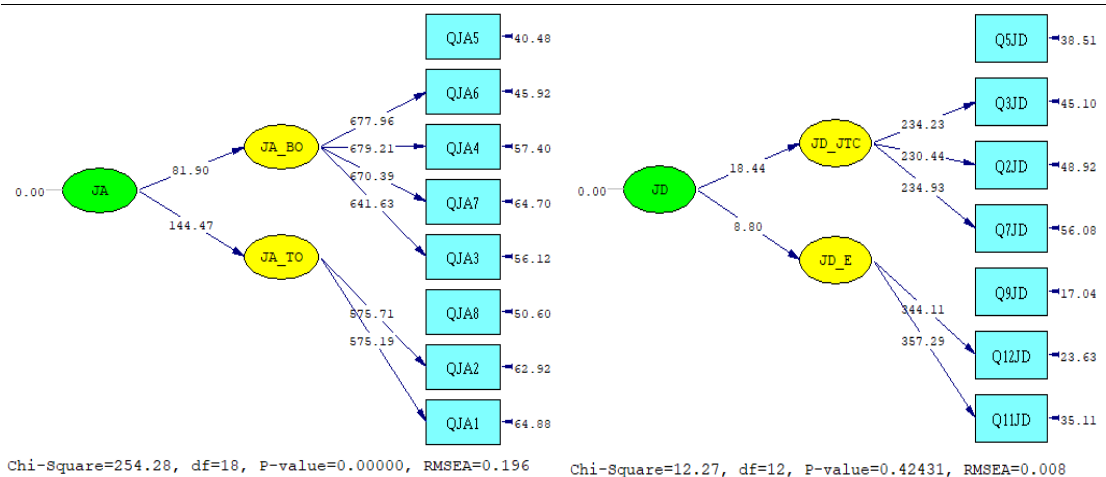 QJA5
40.48
QJA6
45.92
677.96
JA_BO
679.21
QJA4
57.40
81.90
670.39
0.00
JA
641.63
QJA7
64.70
144.47
JA_TO
QJA3
56.12
575.71
QJA8
50.60
575.19
QJA2
62.92
QJA1
64.88
Chi-Square=254.28, df=18, P-value=0.00000, RMSEA=0.196
Q5JD
38.51
Q3JD
45.10
234.23
JD_JTC
230.44
Q2JD
48.92
18.44
234.93
0.00
JD
Q7JD
56.08
8.80
JD_E
Q9JD
17.04
344.11
357.29
Q12JD
23.63
Q11JD
35.11
Chi-Square=12.27, df=12, P-value=0.42431, RMSEA=0.008